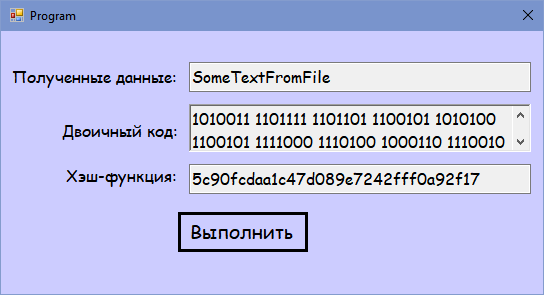 Program
Полученные данные: SomeTextFromFile
Двоичный код: 1010011 1101111 1101101 1100101 1010100
1100101 1111000 1110100 1000110 1110010
Хэш-функция: 5c90fcdaa1c47d089e7242fff0a92f17
Выполнить